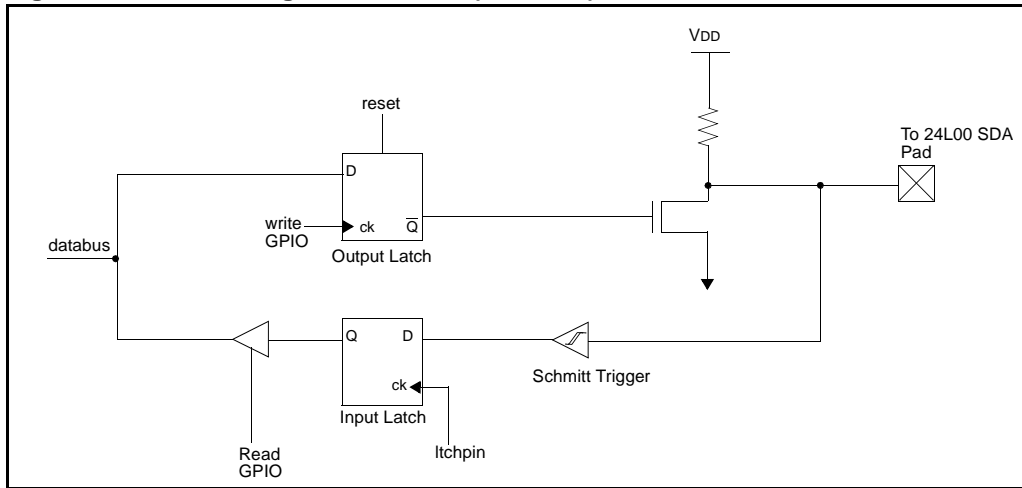 VDD
reset
To 24L00 SDA
Pad
D
write
GPIO
ck
Q
databus
Output Latch
Q
D
Schmitt Trigger
ck
Input Latch
Read
GPIO
ltchpin